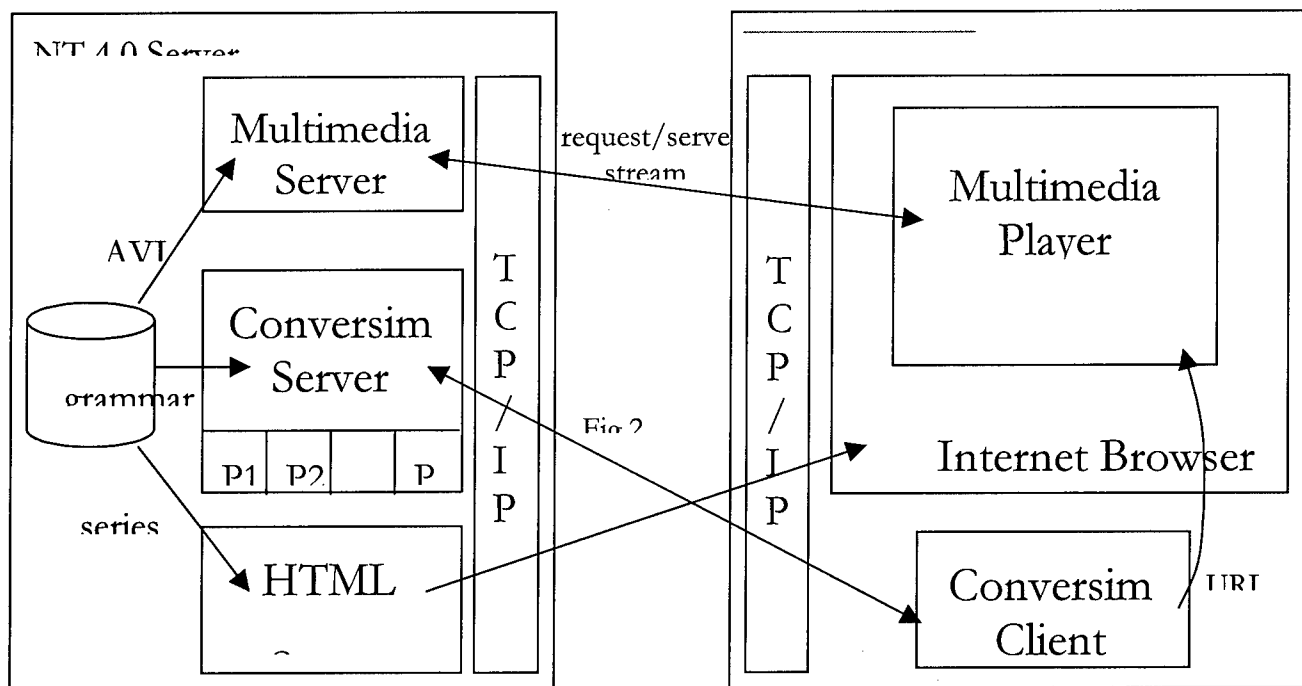 NT 4.0 Server
Multimedia
Server
AVI
Conversim
Server
grammar
P1 P2 P
series
HTML
T
C
P
/
I
P
request/serve
stream
Fig 2
T
C
P
/
I
P
Multimedia
Player
Internet Browser
Conversim
Client